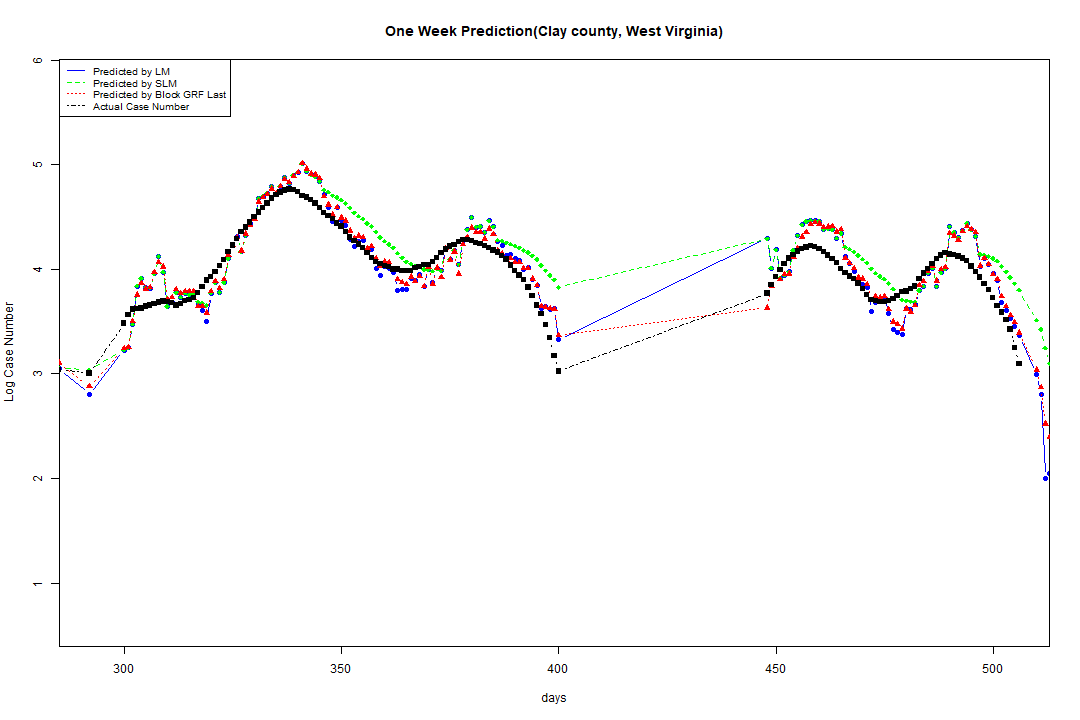 One Week Prediction(Clay county, West Virginia)
Predicted by LM
Predicted by SLM
Predicted by Block GRF Last
Actual Case Number
6
5
4
3
2
1
Log Case Number
300
350
400
450
500
days